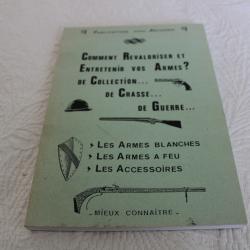 Comment Revaloriser et
Entretenir vos Armes?
de Collection...
de Chasse...
de Guerre...
Les Armes blanches
Les Armes a feu
Les Accessoires
Mieux connaître